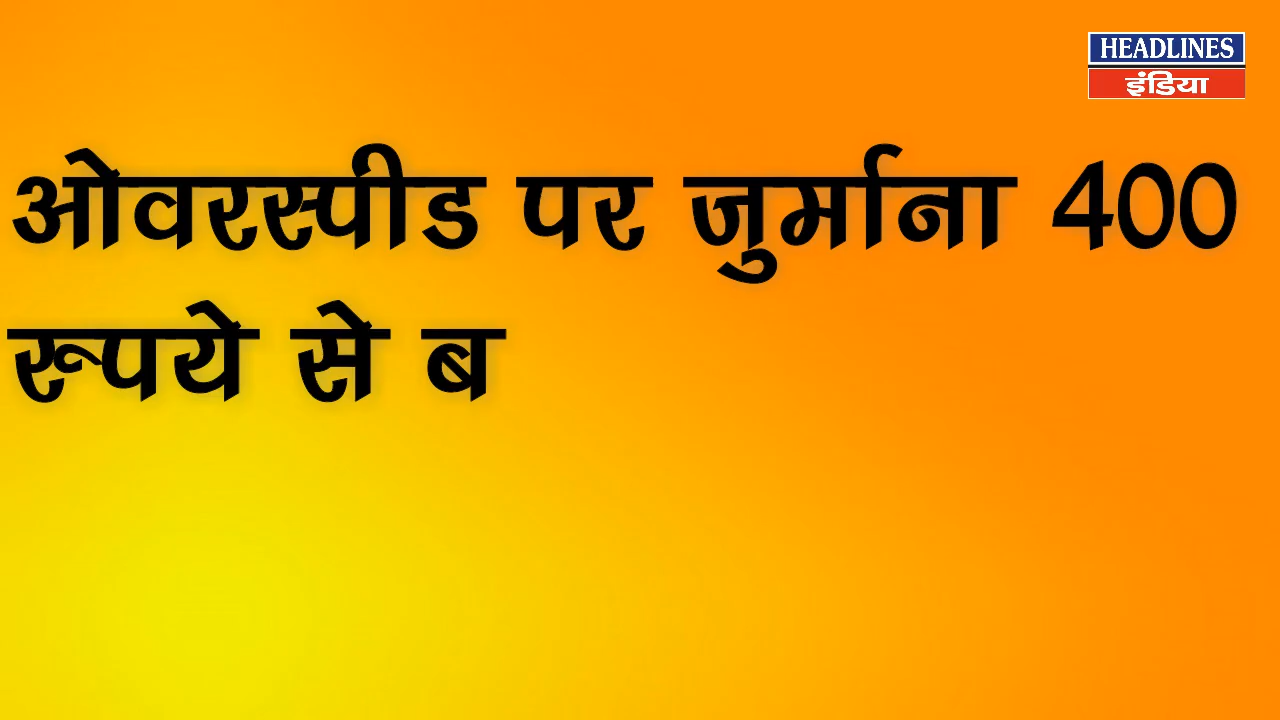 HEADLINES
इंडिया
ओवरस्पीड पर जुर्माना 400
रूपये से ब